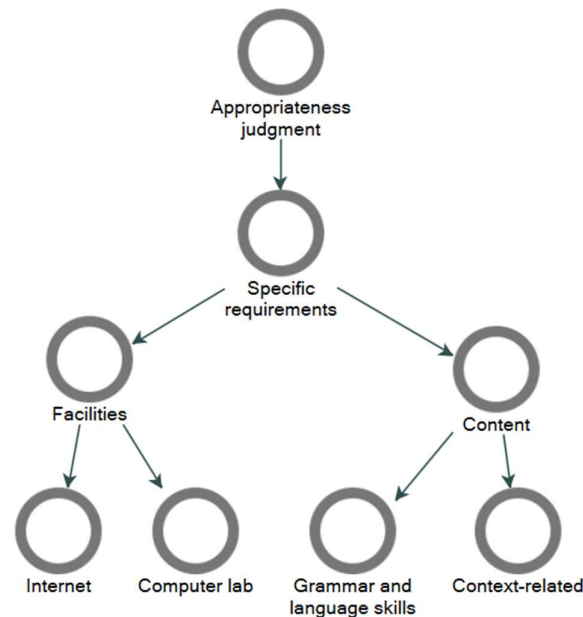 Appropriateness
judgment
Specific
requirements
Facilities
Content
Internet
Computer lab
Grammar and
language skills
Context-related